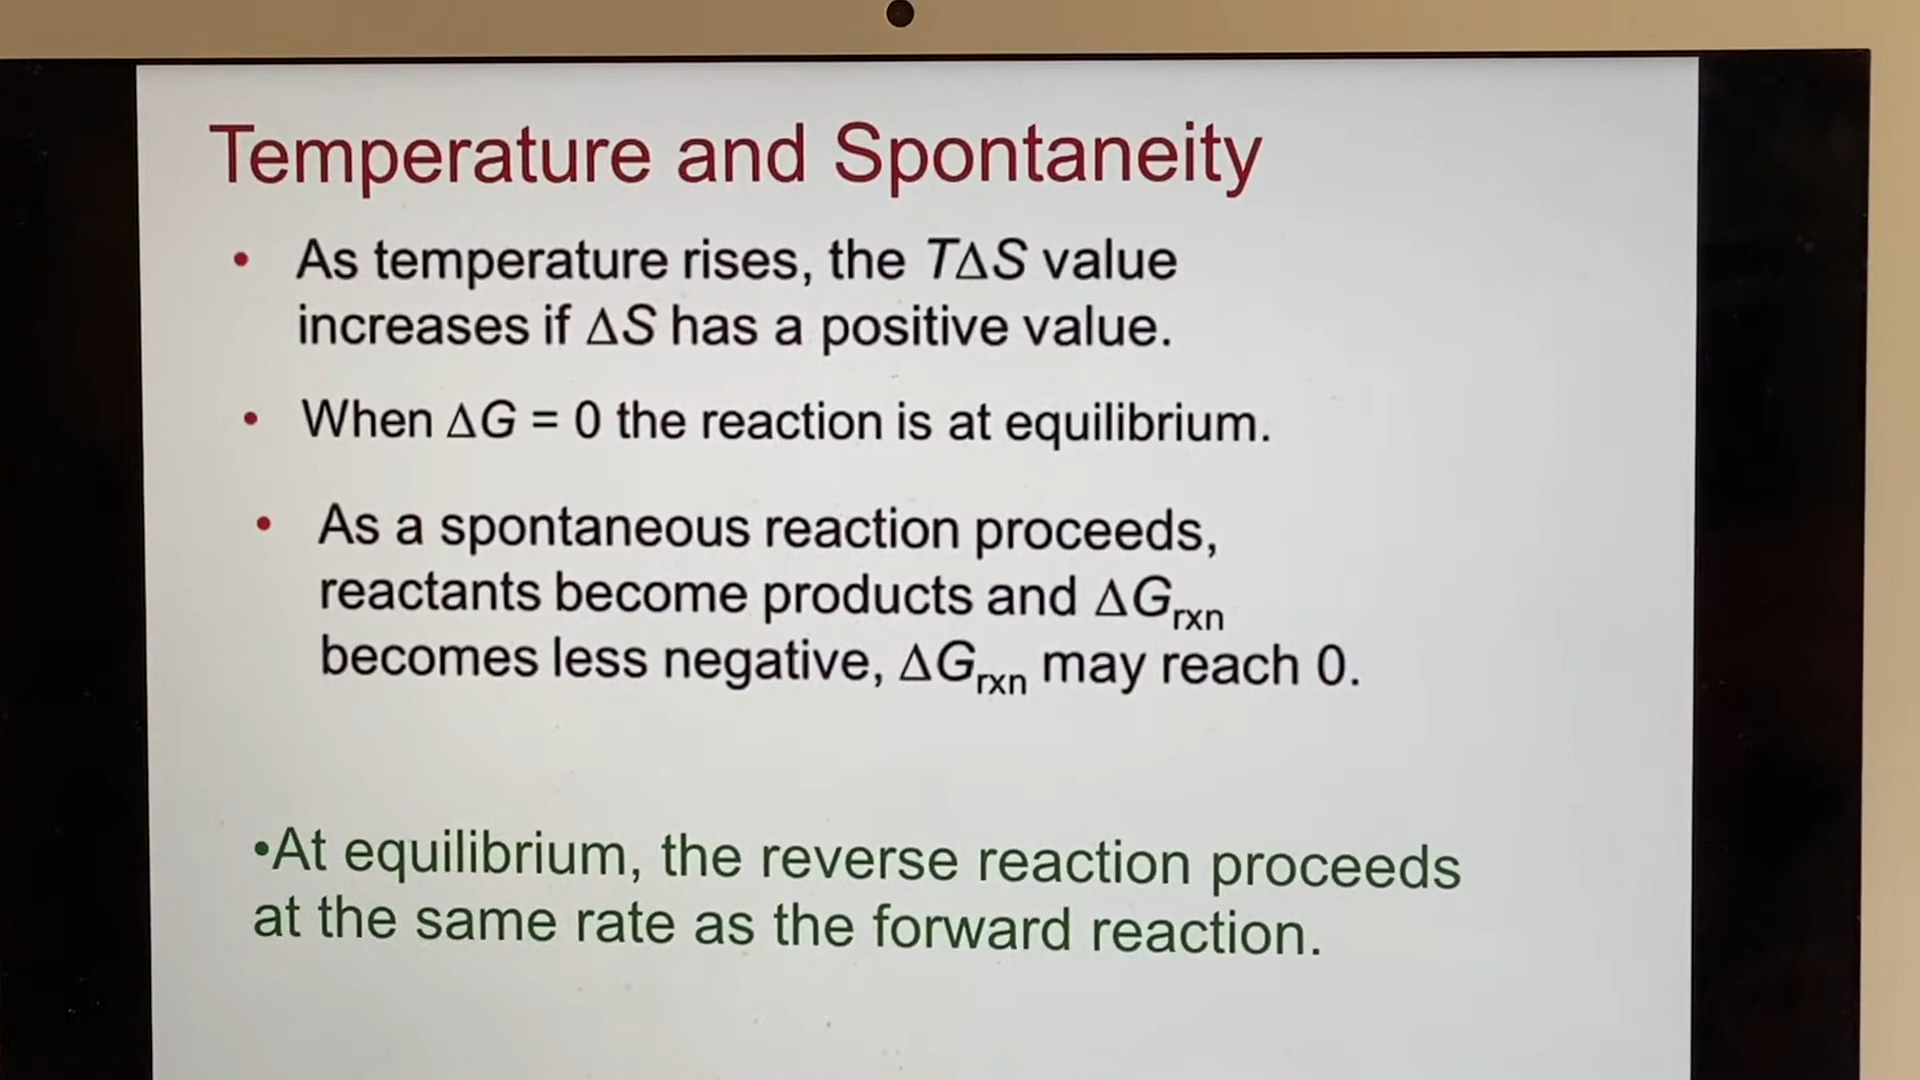 Temperature and Spontaneity
• As temperature rises, the TΔS value
increases if ΔS has a positive value.
• When ΔG = 0 the reaction is at equilibrium.
• As a spontaneous reaction proceeds,
reactants become products and ΔGrxn
becomes less negative, ΔGrxn may reach 0.
•At equilibrium, the reverse reaction proceeds
at the same rate as the forward reaction.